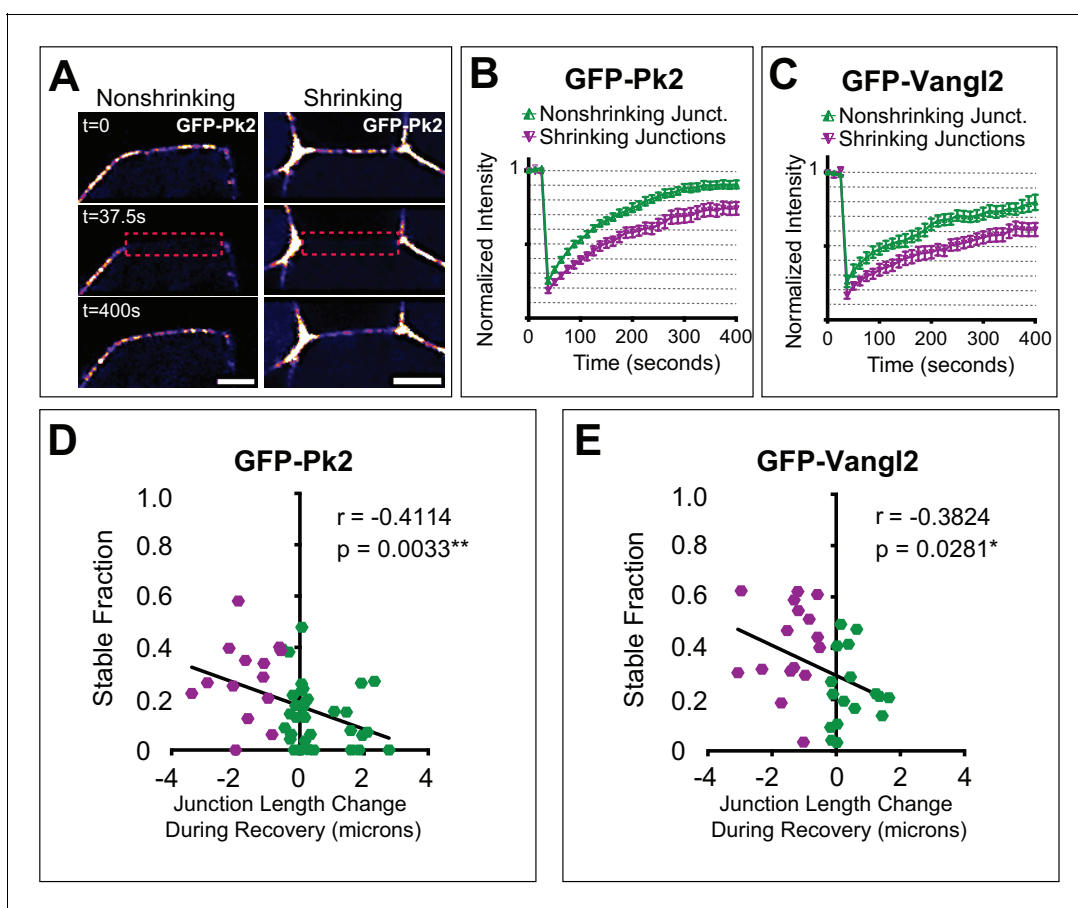 A
Nonshrinking
Shrinking
t=0
GFP-Pk2
GFP-Pk2
t=37.5s
t=400s
B
GFP-Pk2
Nonshrinking Junct.
Shrinking Junctions
1
Normalized Intensity
0 100 200 300 400
Time (seconds)
C
GFP-Vangl2
Nonshrinking Junct.
Shrinking Junctions
1
Normalized Intensity
0 100 200 300 400
Time (seconds)
D
GFP-Pk2
r = -0.4114
p = 0.0033**
Stable Fraction
1.0
0.8
0.6
0.4
0.2
0
-4 -2 0 2 4
Junction Length Change
During Recovery (microns)
E
GFP-Vangl2
r = -0.3824
p = 0.0281*
Stable Fraction
1.0
0.8
0.6
0.4
0.2
0
-4 -2 0 2 4
Junction Length Change
During Recovery (microns)